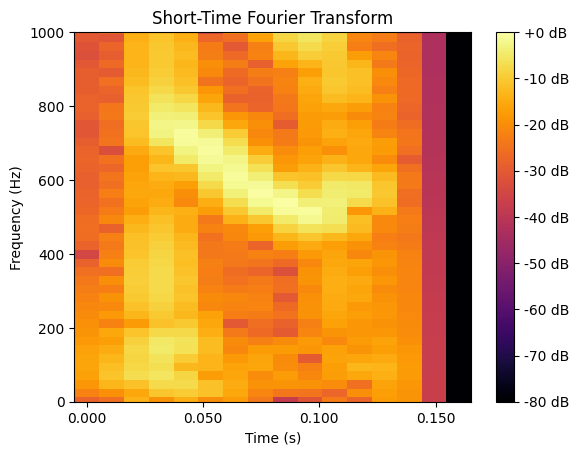 Short-Time Fourier Transform
1000
800
600
400
200
0
Frequency (Hz)
0.000
0.050
0.100
0.150
Time (s)
+0 dB
-10 dB
-20 dB
-30 dB
-40 dB
-50 dB
-60 dB
-70 dB
-80 dB